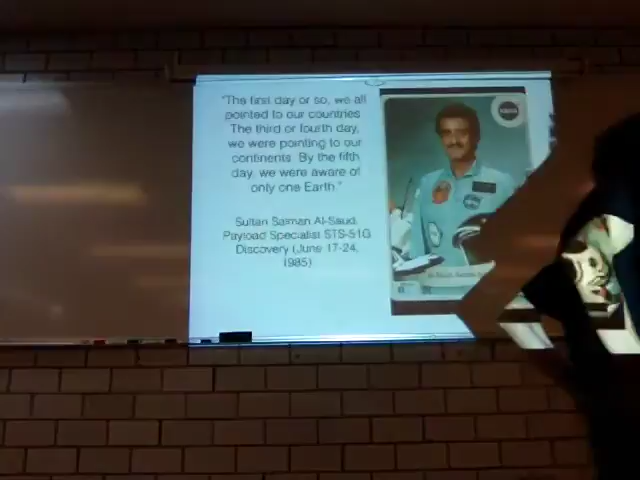 "The first day or so, we all
pointed to our countries.
The third or fourth day,
we were pointing to our
continents. By the fifth
day, we were aware of
only one Earth."
Sultan Salman Al-Saud,
Payload Specialist STS-51G
Discovery (June 17-24,
1985)